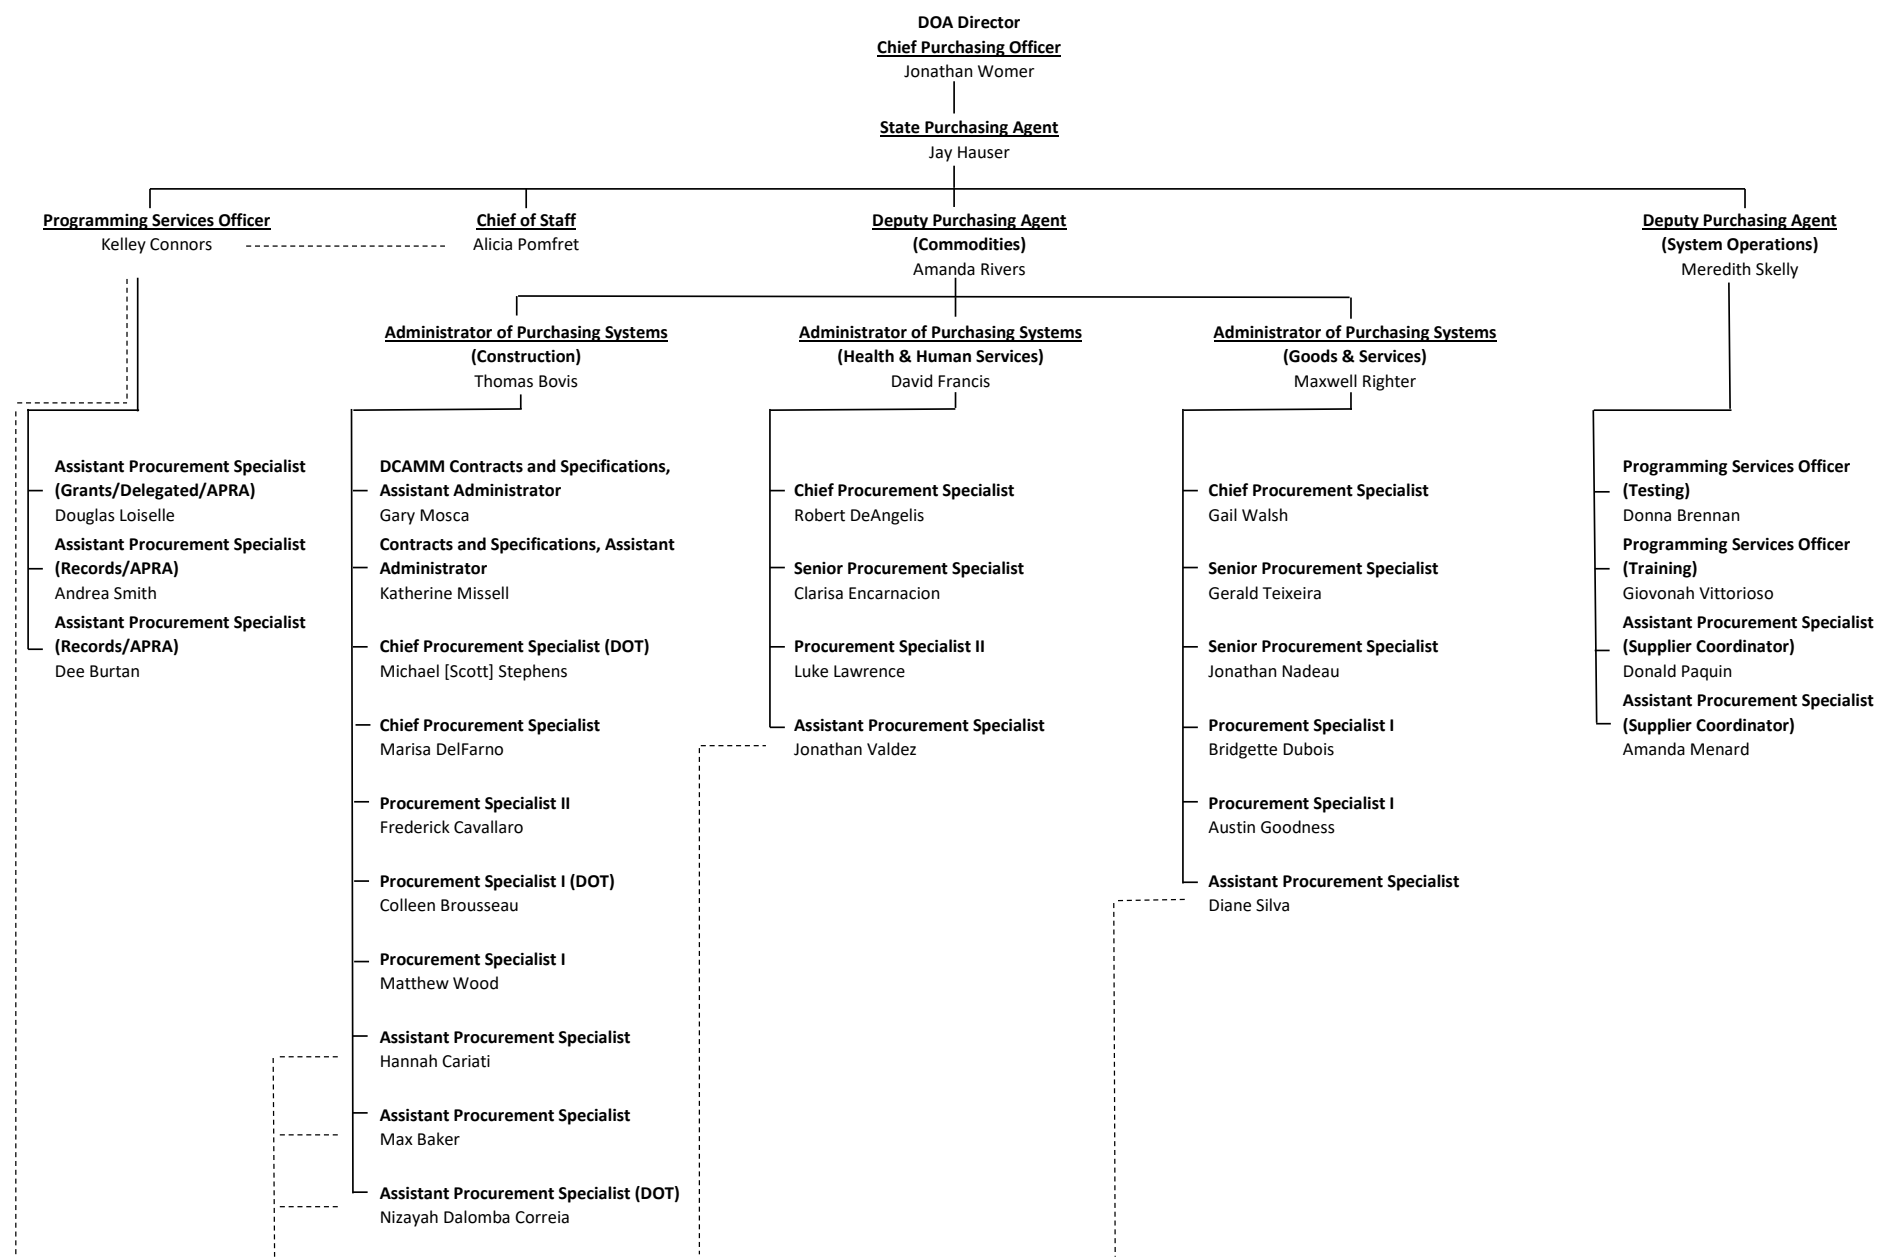 DOA Director
Chief Purchasing Officer
Jonathan Womer
State Purchasing Agent
Jay Hauser
Programming Services Officer
Kelley Connors
Chief of Staff
Alicia Pomfret
Deputy Purchasing Agent
(Commodities)
Amanda Rivers
Deputy Purchasing Agent
(System Operations)
Meredith Skelly
Administrator of Purchasing Systems
(Construction)
Thomas Bovis
Administrator of Purchasing Systems
(Health & Human Services)
David Francis
Administrator of Purchasing Systems
(Goods & Services)
Maxwell Righter
Assistant Procurement Specialist
(Grants/Delegated/APRA)
Douglas Loiselle
Assistant Procurement Specialist
(Records/APRA)
Andrea Smith
Assistant Procurement Specialist
(Records/APRA)
Dee Burtan
DCAMM Contracts and Specifications,
Assistant Administrator
Gary Mosca
Contracts and Specifications, Assistant
Administrator
Katherine Missell
Chief Procurement Specialist (DOT)
Michael [Scott] Stephens
Chief Procurement Specialist
Marisa DelFarno
Procurement Specialist II
Frederick Cavallaro
Procurement Specialist I (DOT)
Colleen Brousseau
Procurement Specialist I
Matthew Wood
Assistant Procurement Specialist
Hannah Cariati
Assistant Procurement Specialist
Max Baker
Assistant Procurement Specialist (DOT)
Nizayah Dalomba Correia
Chief Procurement Specialist
Robert DeAngelis
Senior Procurement Specialist
Clarisa Encarnacion
Procurement Specialist II
Luke Lawrence
Assistant Procurement Specialist
Jonathan Valdez
Chief Procurement Specialist
Gail Walsh
Senior Procurement Specialist
Gerald Teixeira
Senior Procurement Specialist
Jonathan Nadeau
Procurement Specialist I
Bridgette Dubois
Procurement Specialist I
Austin Goodness
Assistant Procurement Specialist
Diane Silva
Programming Services Officer
(Testing)
Donna Brennan
Programming Services Officer
(Training)
Giovonah Vittorioso
Assistant Procurement Specialist
(Supplier Coordinator)
Donald Paquin
Assistant Procurement Specialist
(Supplier Coordinator)
Amanda Menard